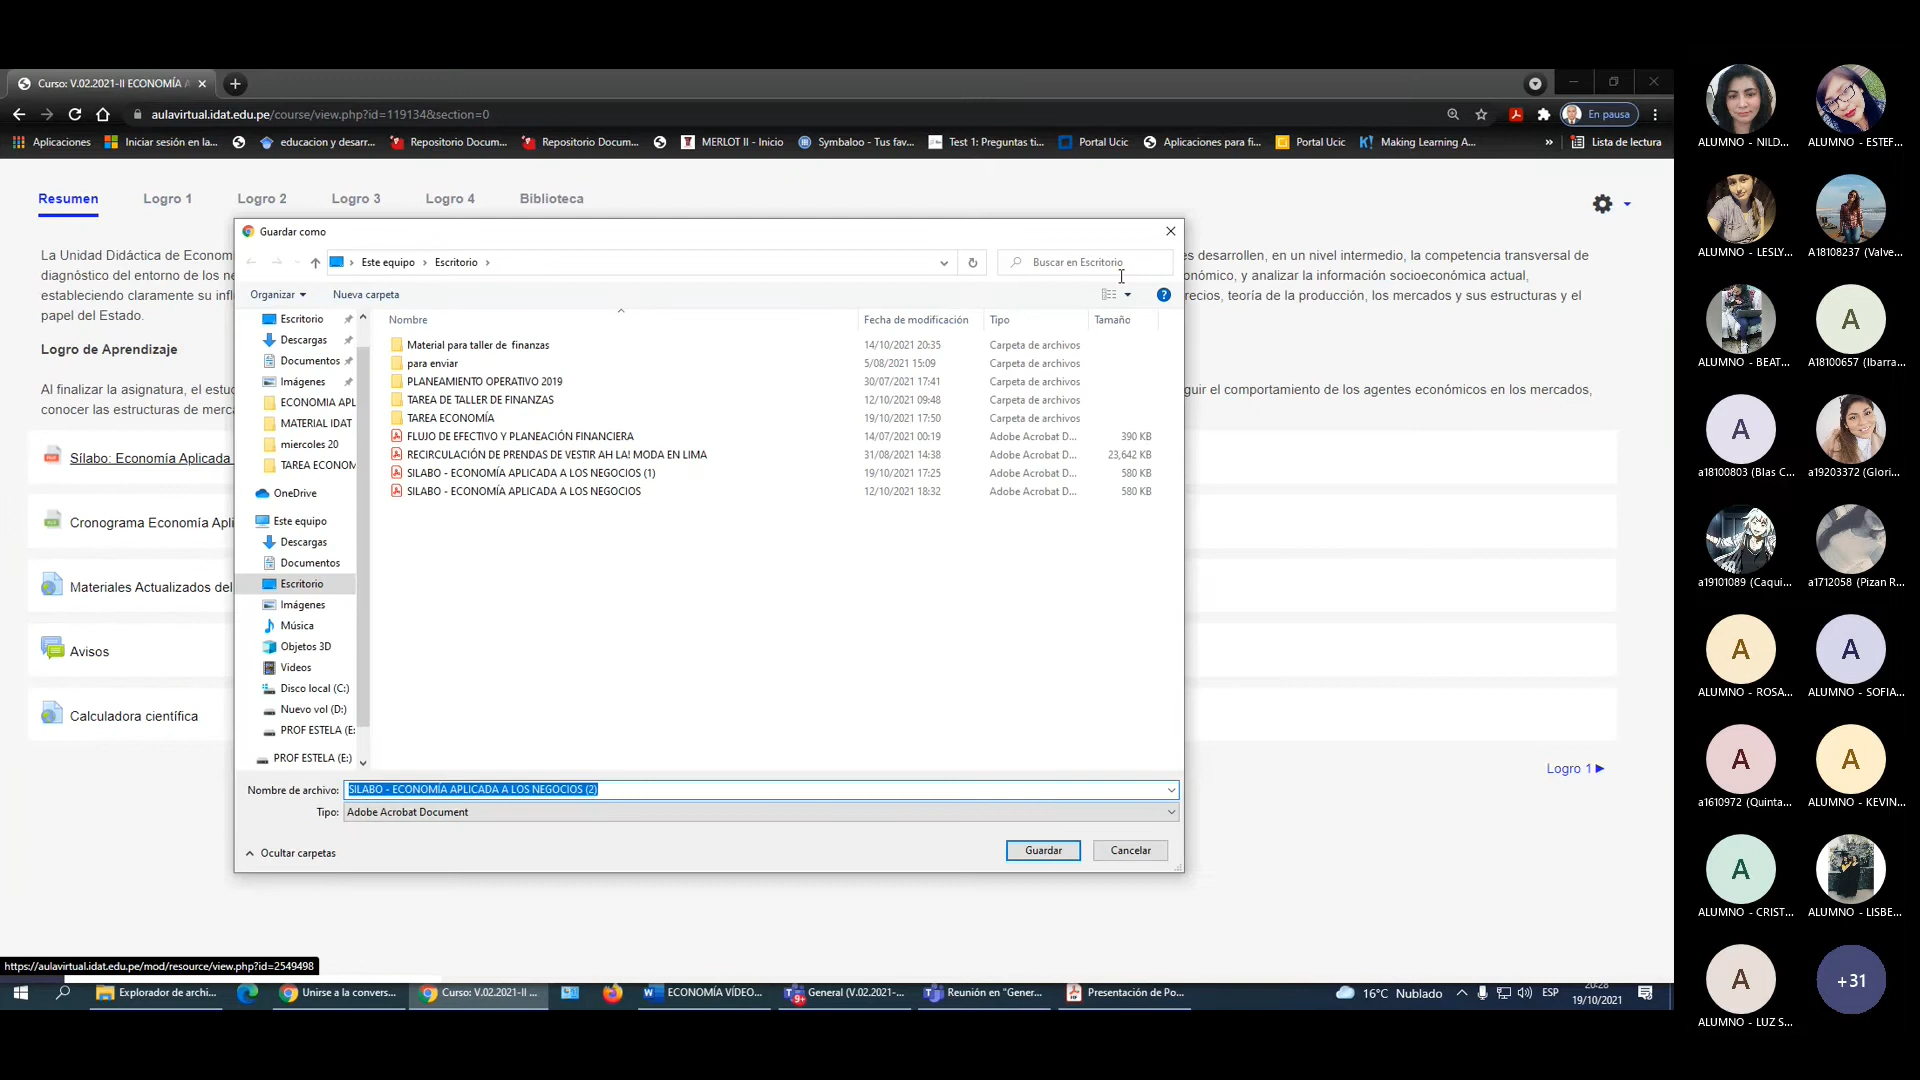 Curso: V.02.2021-II ECONOMÍA A
aulavirtual.idat.edu.pe/course/view.php?id=119134&section=0
En pausa
Aplicaciones
Iniciar sesión en la...
educacion y desarr...
Repositorio Docum...
Repositorio Docum...
MERLOT II - Inicio
Symbaloo - Tus fav...
Test 1: Preguntas ti...
Portal Ucic
Aplicaciones para fi...
Portal Ucic
Making Learning A...
»
Lista de lectura
Resumen
Logro 1
Logro 2
Logro 3
Logro 4
Biblioteca
La Unidad Didáctica de Econom
es desarrollen, en un nivel intermedio, la competencia transversal de
diagnóstico del entorno de los ne
onómico, y analizar la información socioeconómica actual,
estableciendo claramente su infl
recios, teoría de la producción, los mercados y sus estructuras y el
papel del Estado.
Logro de Aprendizaje
Al finalizar la asignatura, el estud
guir el comportamiento de los agentes económicos en los mercados,
conocer las estructuras de merca
Sílabo: Economía Aplicada
Cronograma Economía Apli
Materiales Actualizados del
Avisos
Calculadora científica
Logro 1
Guardar como
Este equipo
Escritorio
Buscar en Escritorio
Organizar
Nueva carpeta
?
Escritorio
Descargas
Documentos
Imágenes
ECONOMIA APL
MATERIAL IDAT
miercoles 20
TAREA ECONOM
OneDrive
Este equipo
Descargas
Documentos
Escritorio
Imágenes
Música
Objetos 3D
Videos
Disco local (C:)
Nuevo vol (D:)
PROF ESTELA (E:
PROF ESTELA (E:)
Nombre Fecha de modificación Tipo Tamaño
Material para taller de finanzas 14/10/2021 20:35 Carpeta de archivos
para enviar 5/08/2021 15:09 Carpeta de archivos
PLANEAMIENTO OPERATIVO 2019 30/07/2021 17:41 Carpeta de archivos
TAREA DE TALLER DE FINANZAS 12/10/2021 09:48 Carpeta de archivos
TAREA ECONOMÍA 19/10/2021 17:50 Carpeta de archivos
FLUJO DE EFECTIVO Y PLANEACIÓN FINANCIERA 14/07/2021 00:19 Adobe Acrobat D... 390 KB
RECIRCULACIÓN DE PRENDAS DE VESTIR AH LA! MODA EN LIMA 31/08/2021 14:38 Adobe Acrobat D... 23,642 KB
SILABO - ECONOMÍA APLICADA A LOS NEGOCIOS (1) 19/10/2021 17:25 Adobe Acrobat D... 580 KB
SILABO - ECONOMÍA APLICADA A LOS NEGOCIOS 12/10/2021 18:32 Adobe Acrobat D... 580 KB
Nombre de archivo: SILABO - ECONOMÍA APLICADA A LOS NEGOCIOS (2)
Tipo: Adobe Acrobat Document
Ocultar carpetas
Guardar
Cancelar
https://aulavirtual.idat.edu.pe/mod/resource/view.php?id=2549498
Explorador de archi...
Unirse a la convers...
Curso: V.02.2021-II ...
ECONOMÍA VÍDEO...
9+
General (V.02.2021-...
Reunión en "Gener...
Presentación de Po...
16°C Nublado
ESP
20:28
19/10/2021
ALUMNO - NILD...
ALUMNO - ESTEF...
ALUMNO - LESLY...
A18108237 (Valve...
ALUMNO - BEAT...
A
A18100657 (Ibarra...
A
a18100803 (Blas C...
a19203372 (Glori...
a19101089 (Caqui...
a1712058 (Pizan R...
A
ALUMNO - ROSA...
A
ALUMNO - SOFIA...
A
a1610972 (Quinta...
A
ALUMNO - KEVIN...
A
ALUMNO - CRIST...
ALUMNO - LISBE...
A
ALUMNO - LUZ S...
+31